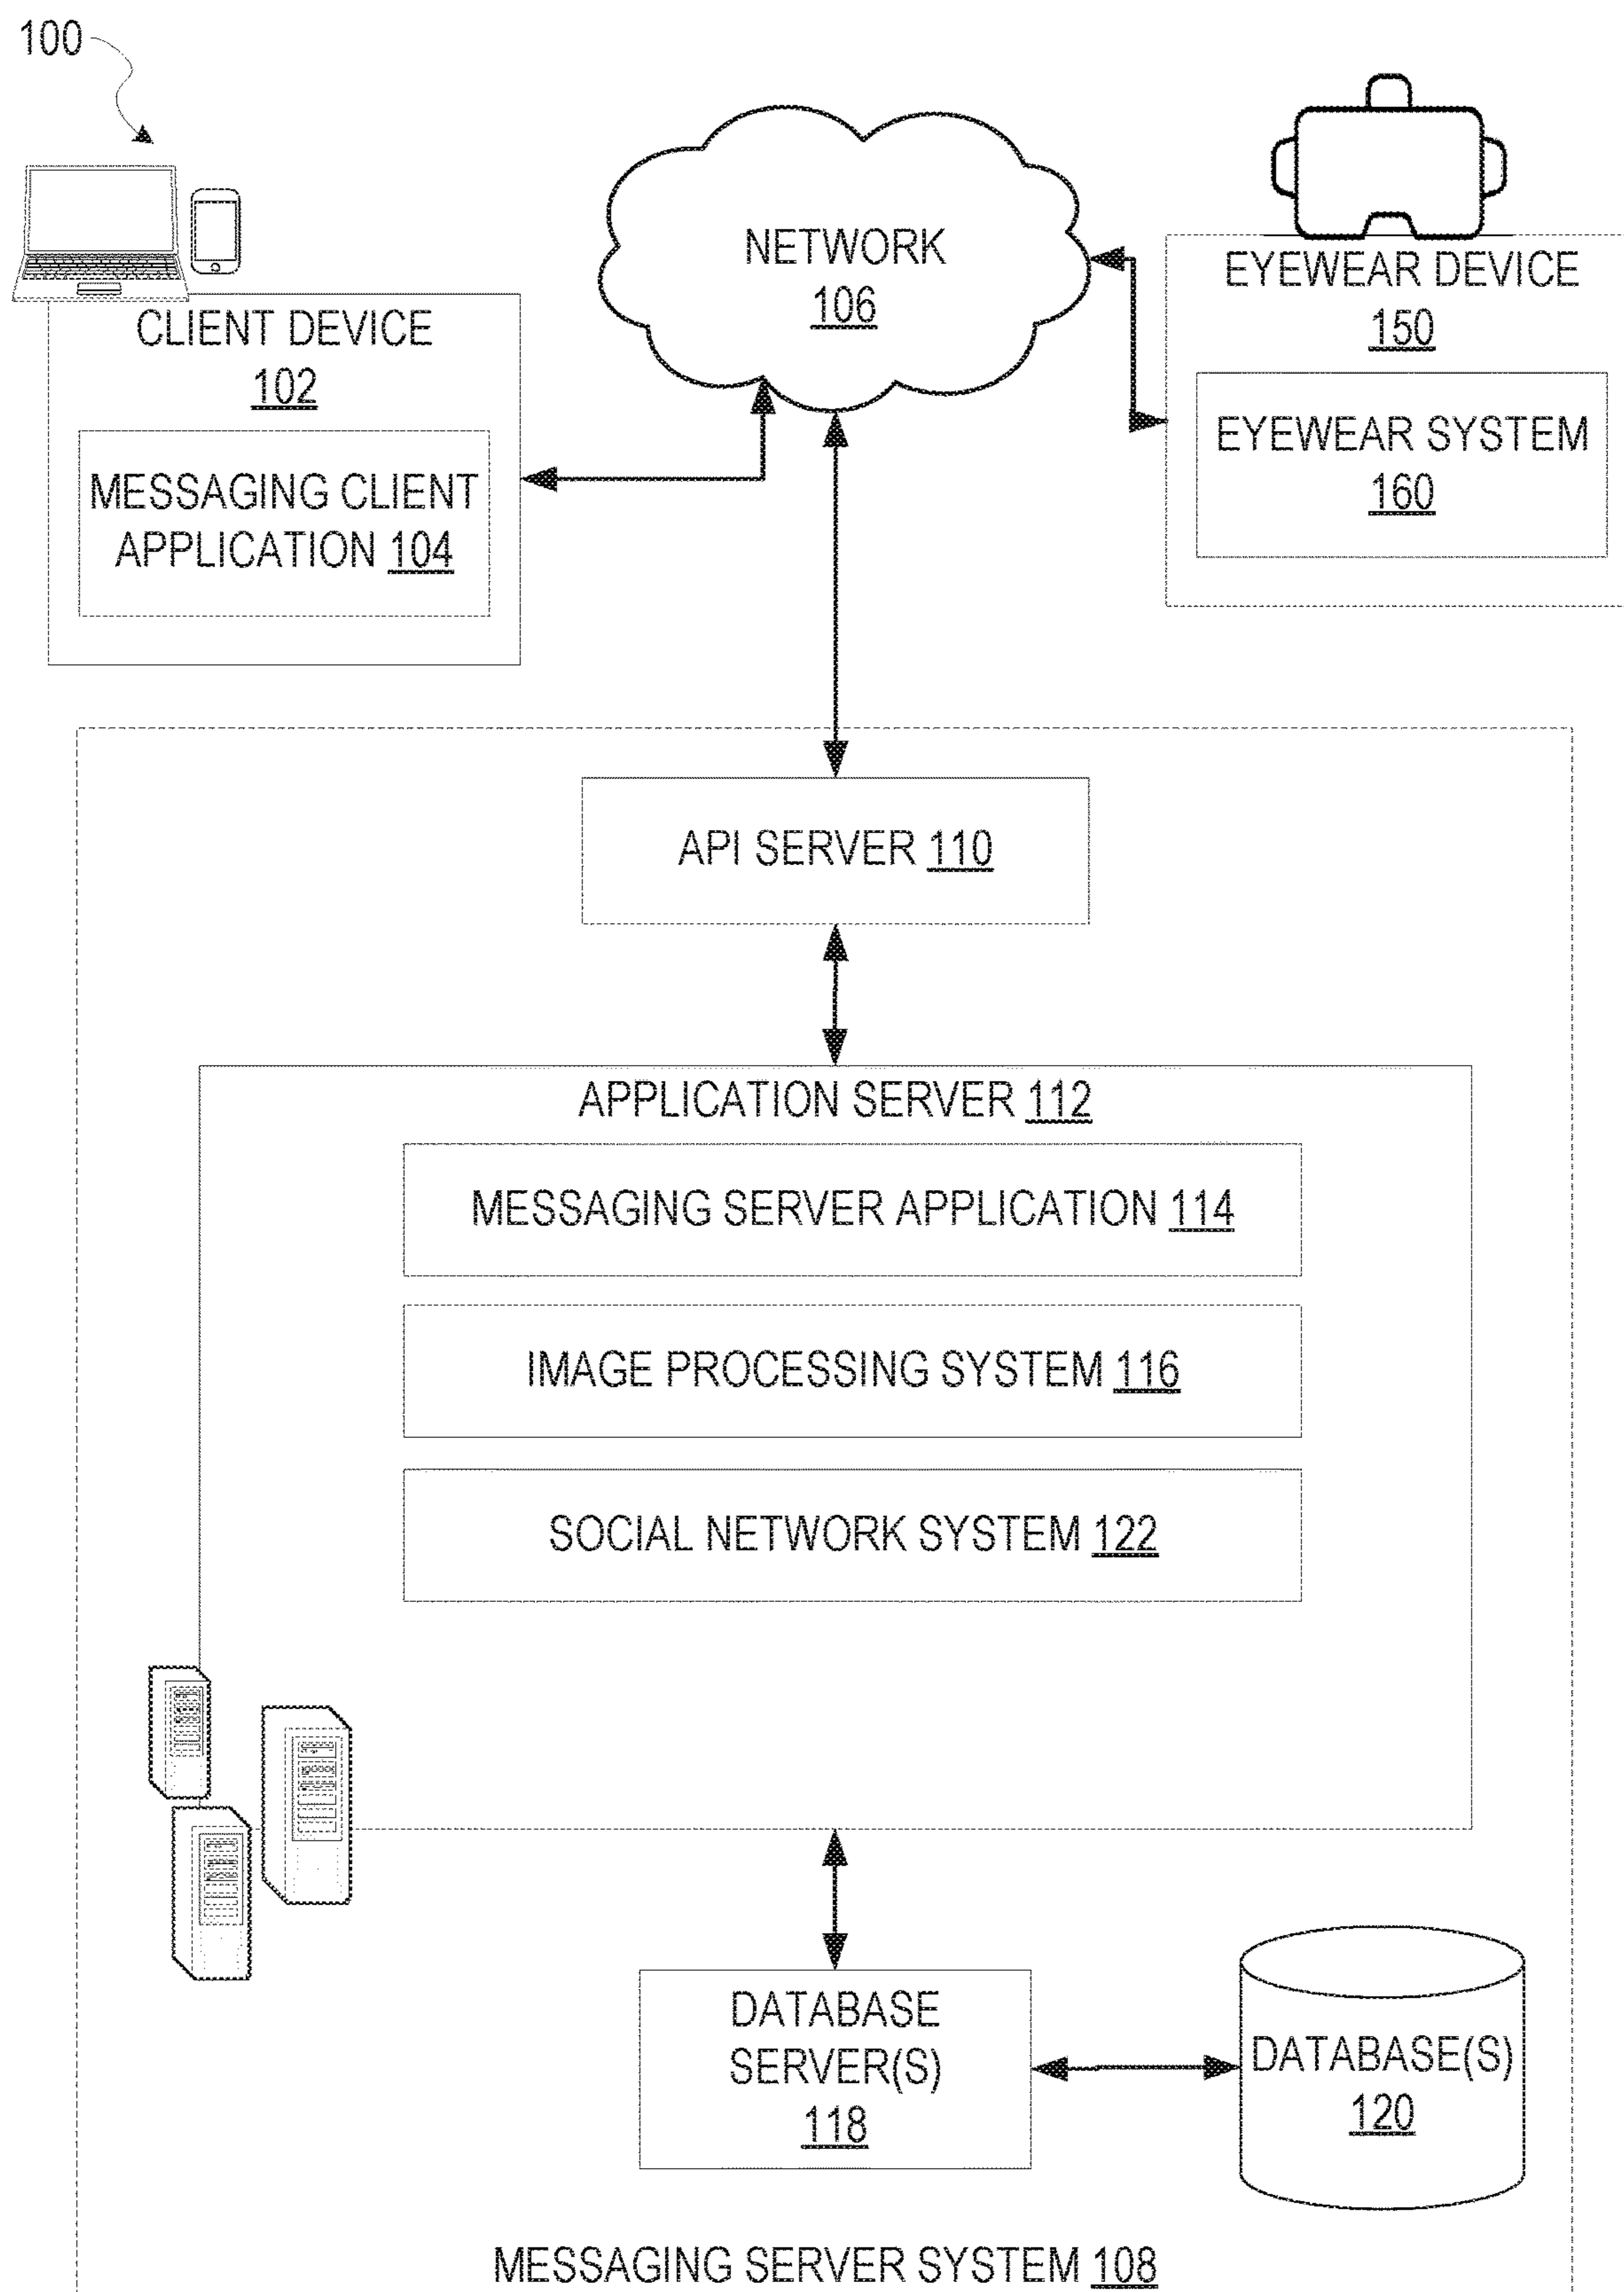 100
NETWORK
106
EYEWEAR DEVICE
150
EYEWEAR SYSTEM
160
CLIENT DEVICE
102
MESSAGING CLIENT
APPLICATION 104
API SERVER 110
APPLICATION SERVER 112
MESSAGING SERVER APPLICATION 114
IMAGE PROCESSING SYSTEM 116
SOCIAL NETWORK SYSTEM 122
DATABASE
SERVER(S)
118
DATABASE(S)
120
MESSAGING SERVER SYSTEM 108